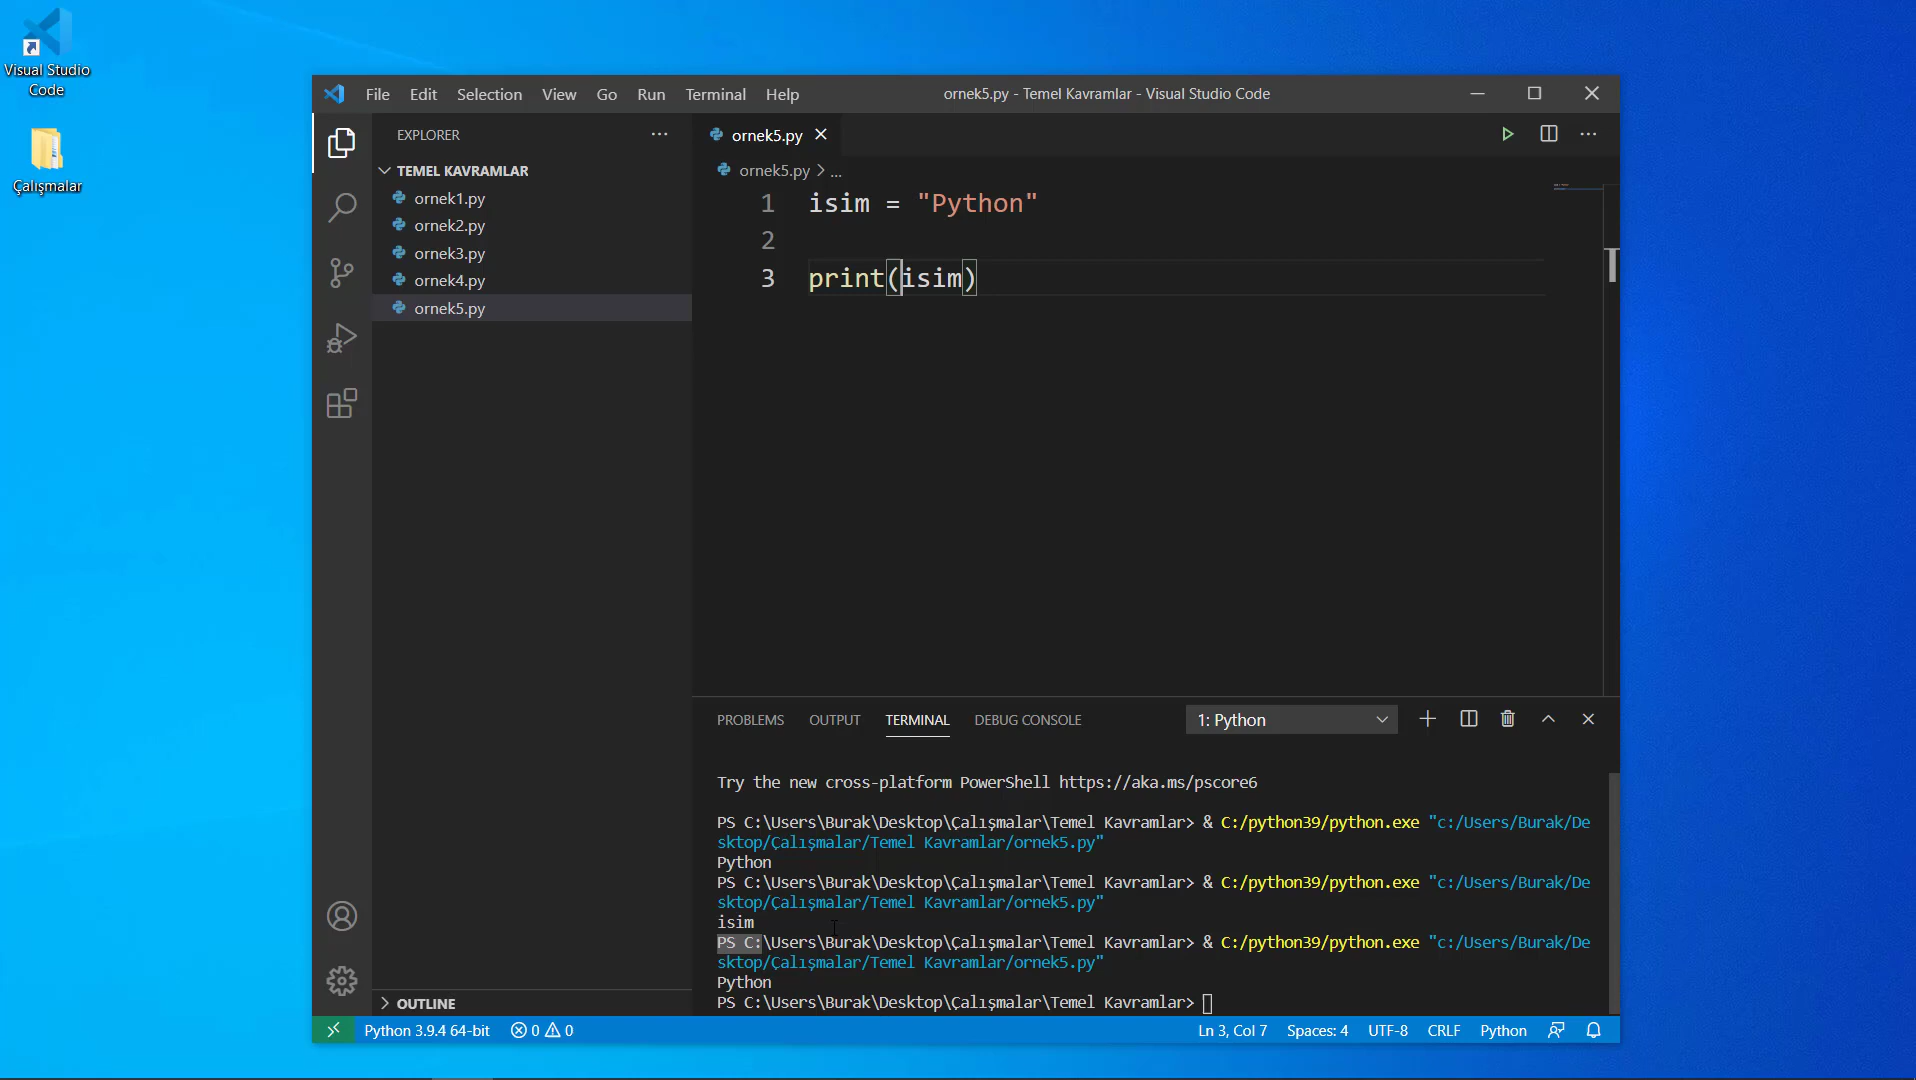 Visual Studio
Code
Çalışmalar
File Edit Selection View Go Run Terminal Help
ornek5.py - Temel Kavramlar - Visual Studio Code
EXPLORER
TEMEL KAVRAMLAR
ornek1.py
ornek2.py
ornek3.py
ornek4.py
ornek5.py
OUTLINE
ornek5.py
ornek5.py > ...
1 isim = "Python"
2
3 print(isim)
PROBLEMS OUTPUT TERMINAL DEBUG CONSOLE 1: Python
Try the new cross-platform PowerShell https://aka.ms/pscore6
PS C:\Users\Burak\Desktop\Çalışmalar\Temel Kavramlar> & C:/python39/python.exe "c:/Users/Burak/De
sktop/Çalışmalar/Temel Kavramlar/ornek5.py"
Python
PS C:\Users\Burak\Desktop\Çalışmalar\Temel Kavramlar> & C:/python39/python.exe "c:/Users/Burak/De
sktop/Çalışmalar/Temel Kavramlar/ornek5.py"
isim
PS C:\Users\Burak\Desktop\Çalışmalar\Temel Kavramlar> & C:/python39/python.exe "c:/Users/Burak/De
sktop/Çalışmalar/Temel Kavramlar/ornek5.py"
Python
PS C:\Users\Burak\Desktop\Çalışmalar\Temel Kavramlar>
Python 3.9.4 64-bit 0 0 Ln 3, Col 7 Spaces: 4 UTF-8 CRLF Python